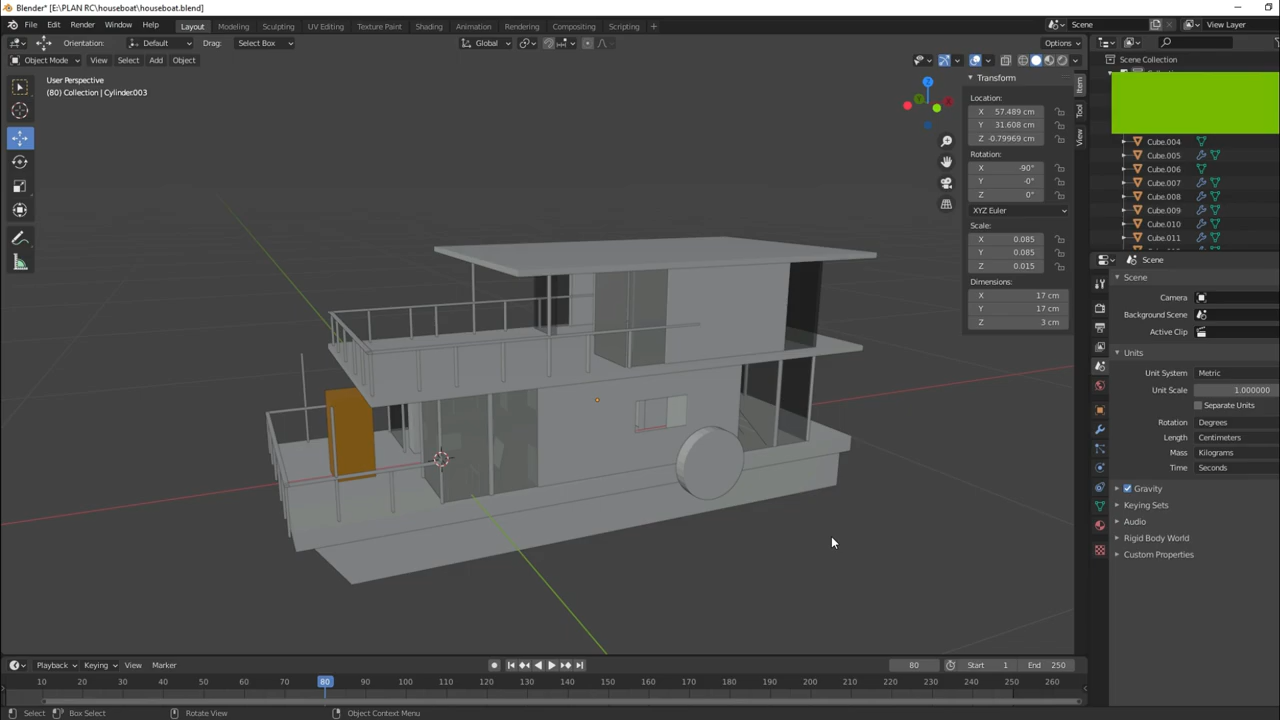 Blender* [E:\PLAN RC\houseboat\houseboat.blend]
File Edit Render Window Help Layout Modeling Sculpting UV Editing Texture Paint Shading Animation Rendering Compositing Scripting Scene View Layer
Orientation: Default Drag: Select Box Global Options
Object Mode View Select Add Object
User Perspective
(80) Collection | Cylinder.003
Transform
Location:
X 57.489 cm
Y 31.608 cm
Z -0.79969 cm
Rotation:
X -90°
Y -0°
Z 0°
XYZ Euler
Scale:
X 0.085
Y 0.085
Z 0.015
Dimensions:
X 17 cm
Y 17 cm
Z 3 cm
Item
Tool
View
Scene Collection
Cube.004
Cube.005
Cube.006
Cube.007
Cube.008
Cube.009
Cube.010
Cube.011
Scene
Scene
Camera
Background Scene
Active Clip
Units
Unit System Metric
Unit Scale 1.000000
Separate Units
Rotation Degrees
Length Centimeters
Mass Kilograms
Time Seconds
Gravity
Keying Sets
Audio
Rigid Body World
Custom Properties
Playback Keying View Marker 80 Start 1 End 250
10 20 30 40 50 60 70 80 90 100 110 120 130 140 150 160 170 180 190 200 210 220 230 240 250 260
Select Box Select Rotate View Object Context Menu